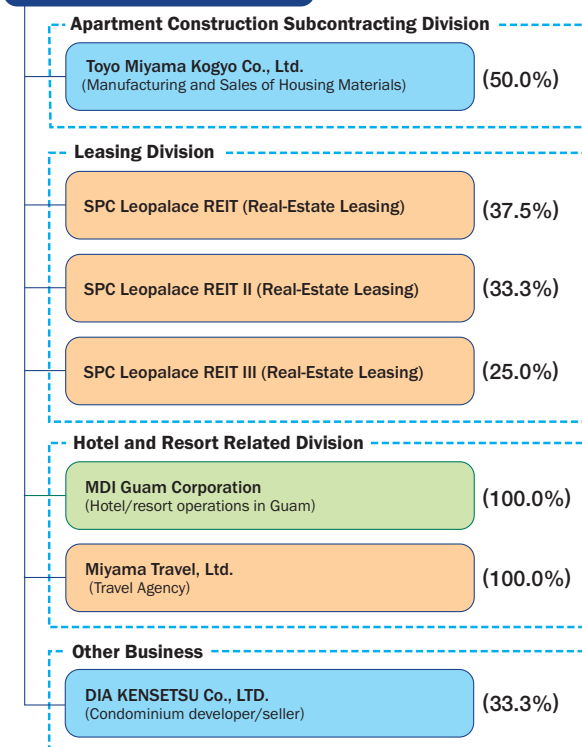 Apartment Construction Subcontracting Division
Toyo Miyama Kogyo Co., Ltd.
(Manufacturing and Sales of Housing Materials)
(50.0%)
Leasing Division
SPC Leopalace REIT (Real-Estate Leasing)
(37.5%)
SPC Leopalace REIT II (Real-Estate Leasing)
(33.3%)
SPC Leopalace REIT III (Real-Estate Leasing)
(25.0%)
Hotel and Resort Related Division
MDI Guam Corporation
(Hotel/resort operations in Guam)
(100.0%)
Miyama Travel, Ltd.
(Travel Agency)
(100.0%)
Other Business
DIA KENSETSU Co., LTD.
(Condominium developer/seller)
(33.3%)